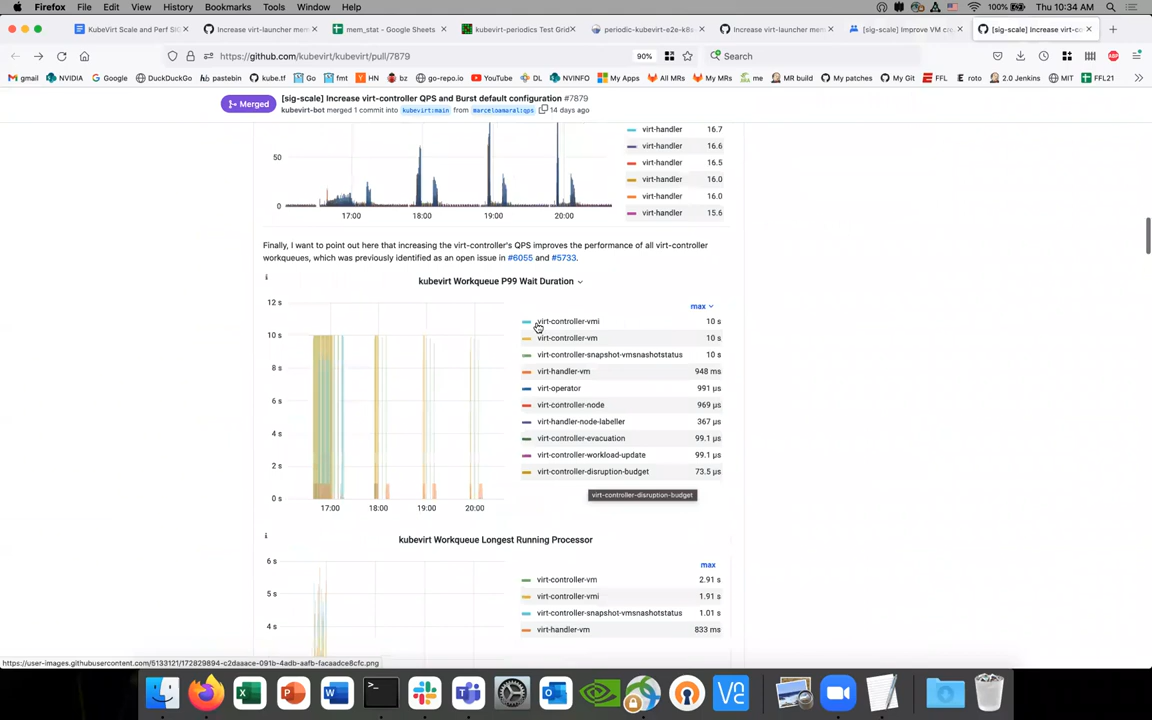 Firefox File Edit View History Bookmarks Tools Window Help 100% Thu 10:34 AM
KubeVirt Scale and Perf SIG
Increase virt-launcher mem
mem_stat - Google Sheets
kubevirt-periodics Test Grid
periodic-kubevirt-e2e-k8s
Increase virt-launcher mem
[sig-scale] Improve VM cre
[sig-scale] Increase virt-co
https://github.com/kubevirt/kubevirt/pull/7879
90%
Search
gmail NVIDIA Google DuckDuckGo pastebin kube.tf Go fmt HN bz go-repo.io YouTube DL NVINFO My Apps All MRs My MRs me MR build My patches My Git FFL roto 2.0 Jenkins MIT FFL21
Merged
[sig-scale] Increase virt-controller QPS and Burst default configuration #7879
kubevirt-bot merged 1 commit into kubevirt:main from marceloamaral:qps 14 days ago
50
0
17:00 18:00 19:00 20:00
virt-handler 16.7
virt-handler 16.6
virt-handler 16.5
virt-handler 16.0
virt-handler 16.0
virt-handler 15.6
Finally, I want to point out here that increasing the virt-controller's QPS improves the performance of all virt-controller
workqueues, which was previously identified as an open issue in #6055 and #5733.
kubevirt Workqueue P99 Wait Duration
12 s
10 s
8 s
6 s
4 s
2 s
0 s
17:00 18:00 19:00 20:00
max
virt-controller-vmi 10 s
virt-controller-vm 10 s
virt-controller-snapshot-vmsnashotstatus 10 s
virt-handler-vm 948 ms
virt-operator 991 µs
virt-controller-node 969 µs
virt-handler-node-labeller 367 µs
virt-controller-evacuation 99.1 µs
virt-controller-workload-update 99.1 µs
virt-controller-disruption-budget 73.5 µs
virt-controller-disruption-budget
kubevirt Workqueue Longest Running Processor
6 s
5 s
4 s
max
virt-controller-vm 2.91 s
virt-controller-vmi 1.91 s
virt-controller-snapshot-vmsnashotstatus 1.01 s
virt-handler-vm 833 ms
https://user-images.githubusercontent.com/5133121/172829894-c2daaace-091b-4adb-aafb-facaadce8cfc.png